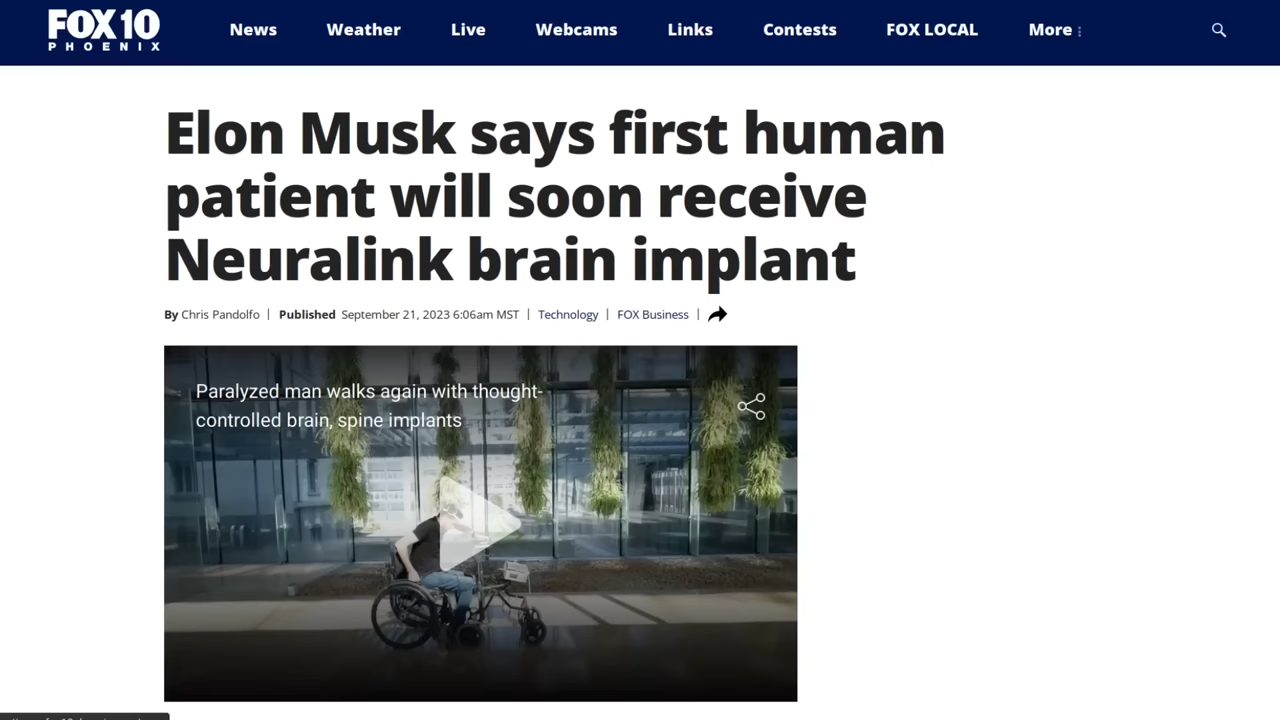 FOX 10
PHOENIX
News Weather Live Webcams Links Contests FOX LOCAL More
Elon Musk says first human
patient will soon receive
Neuralink brain implant
By Chris Pandolfo | Published September 21, 2023 6:06am MST | Technology | FOX Business |
Paralyzed man walks again with thought-
controlled brain, spine implants